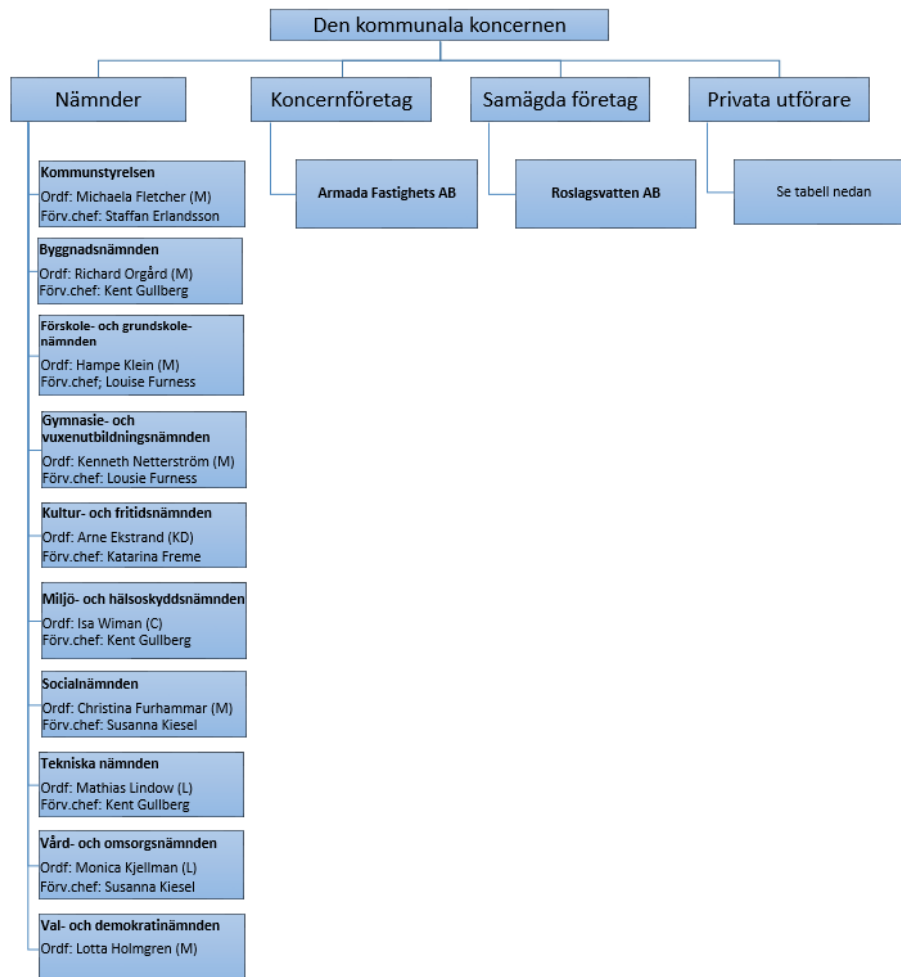 Den kommunala koncernen
Nämnder
Koncernföretag
Samägda företag
Privata utförare
Kommunstyrelsen
Ordf: Michaela Fletcher (M)
Förv.chef: Staffan Erlandsson
Armada Fastighets AB
Roslagsvatten AB
Se tabell nedan
Byggnadsnämnden
Ordf: Richard Orgård (M)
Förv.chef: Kent Gullberg
Förskole- och grundskole-
nämnden
Ordf: Hampe Klein (M)
Förv.chef; Louise Furness
Gymnasie- och
vuxenutbildningsnämnden
Ordf: Kenneth Netterström (M)
Förv.chef: Lousie Furness
Kultur- och fritidsnämnden
Ordf: Arne Ekstrand (KD)
Förv.chef: Katarina Freme
Miljö- och hälsoskyddsnämnden
Ordf: Isa Wiman (C)
Förv.chef: Kent Gullberg
Socialnämnden
Ordf: Christina Furhammar (M)
Förv.chef: Susanna Kiesel
Tekniska nämnden
Ordf: Mathias Lindow (L)
Förv.chef: Kent Gullberg
Vård- och omsorgsnämnden
Ordf: Monica Kjellman (L)
Förv.chef: Susanna Kiesel
Val- och demokratinämnden
Ordf: Lotta Holmgren (M)